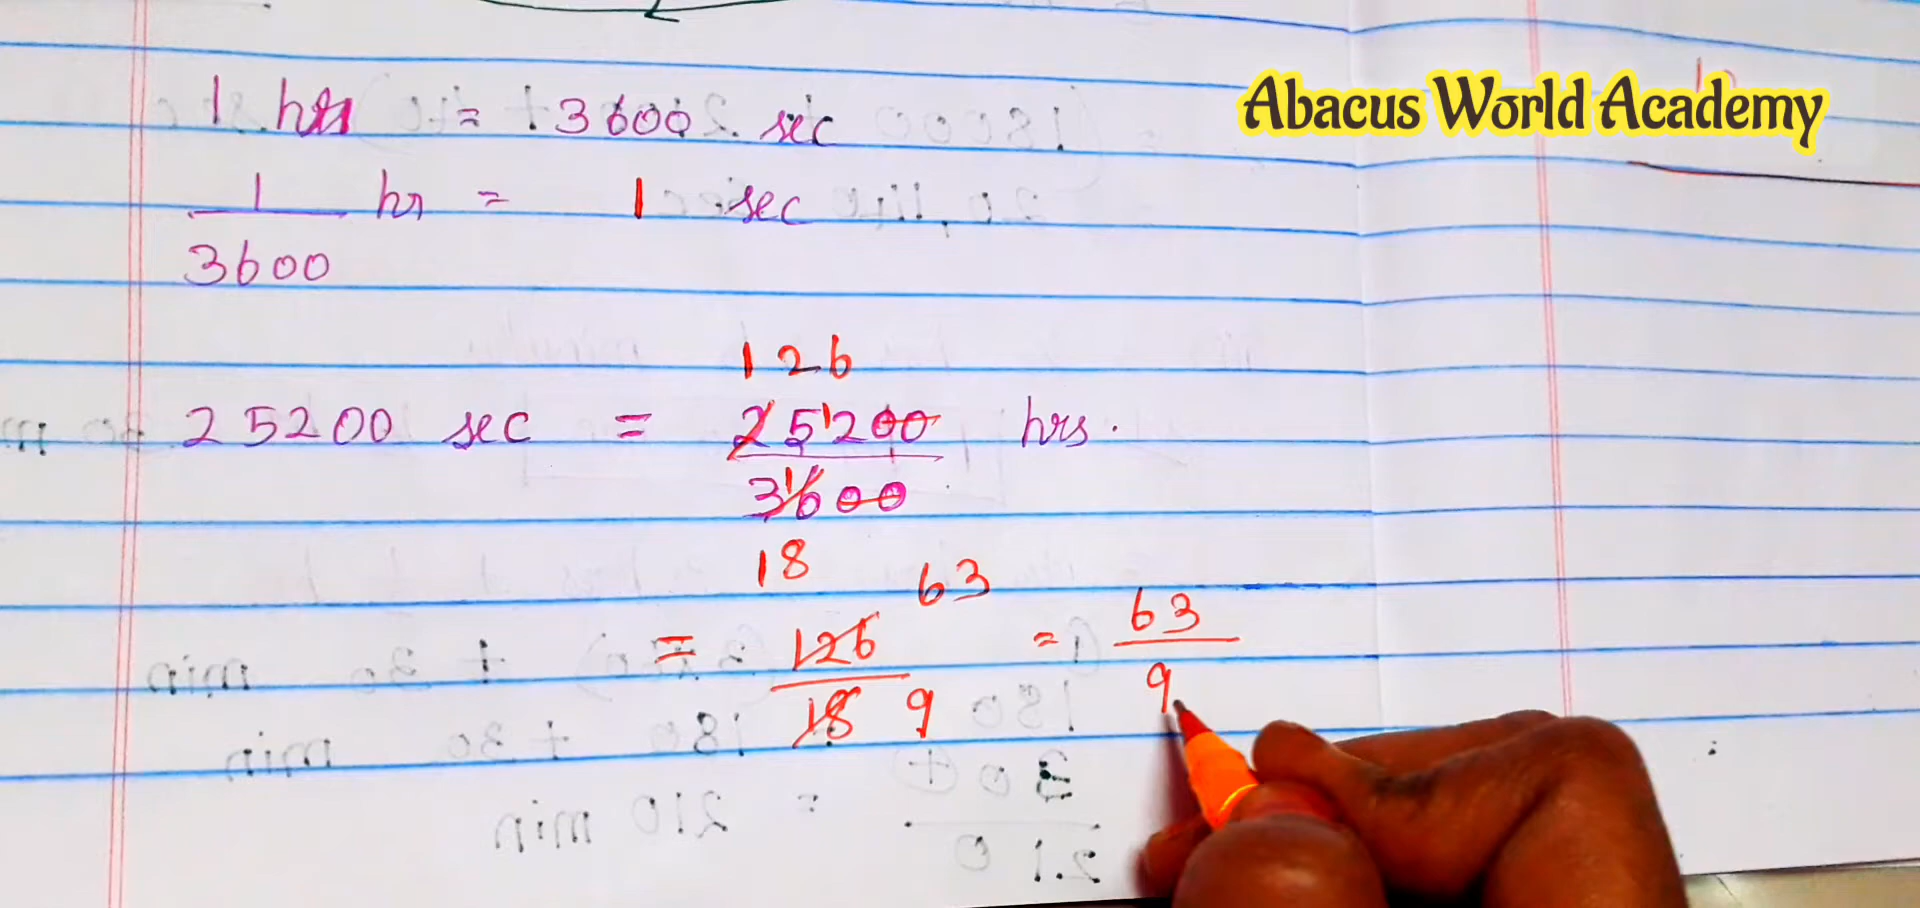 1 hrs = 3600 sec
Abacus World Academy
1 hr = 1 sec
3600
126
25200 sec = 25200 hrs.
3600
18 63
= 126 = 63
18 9 9